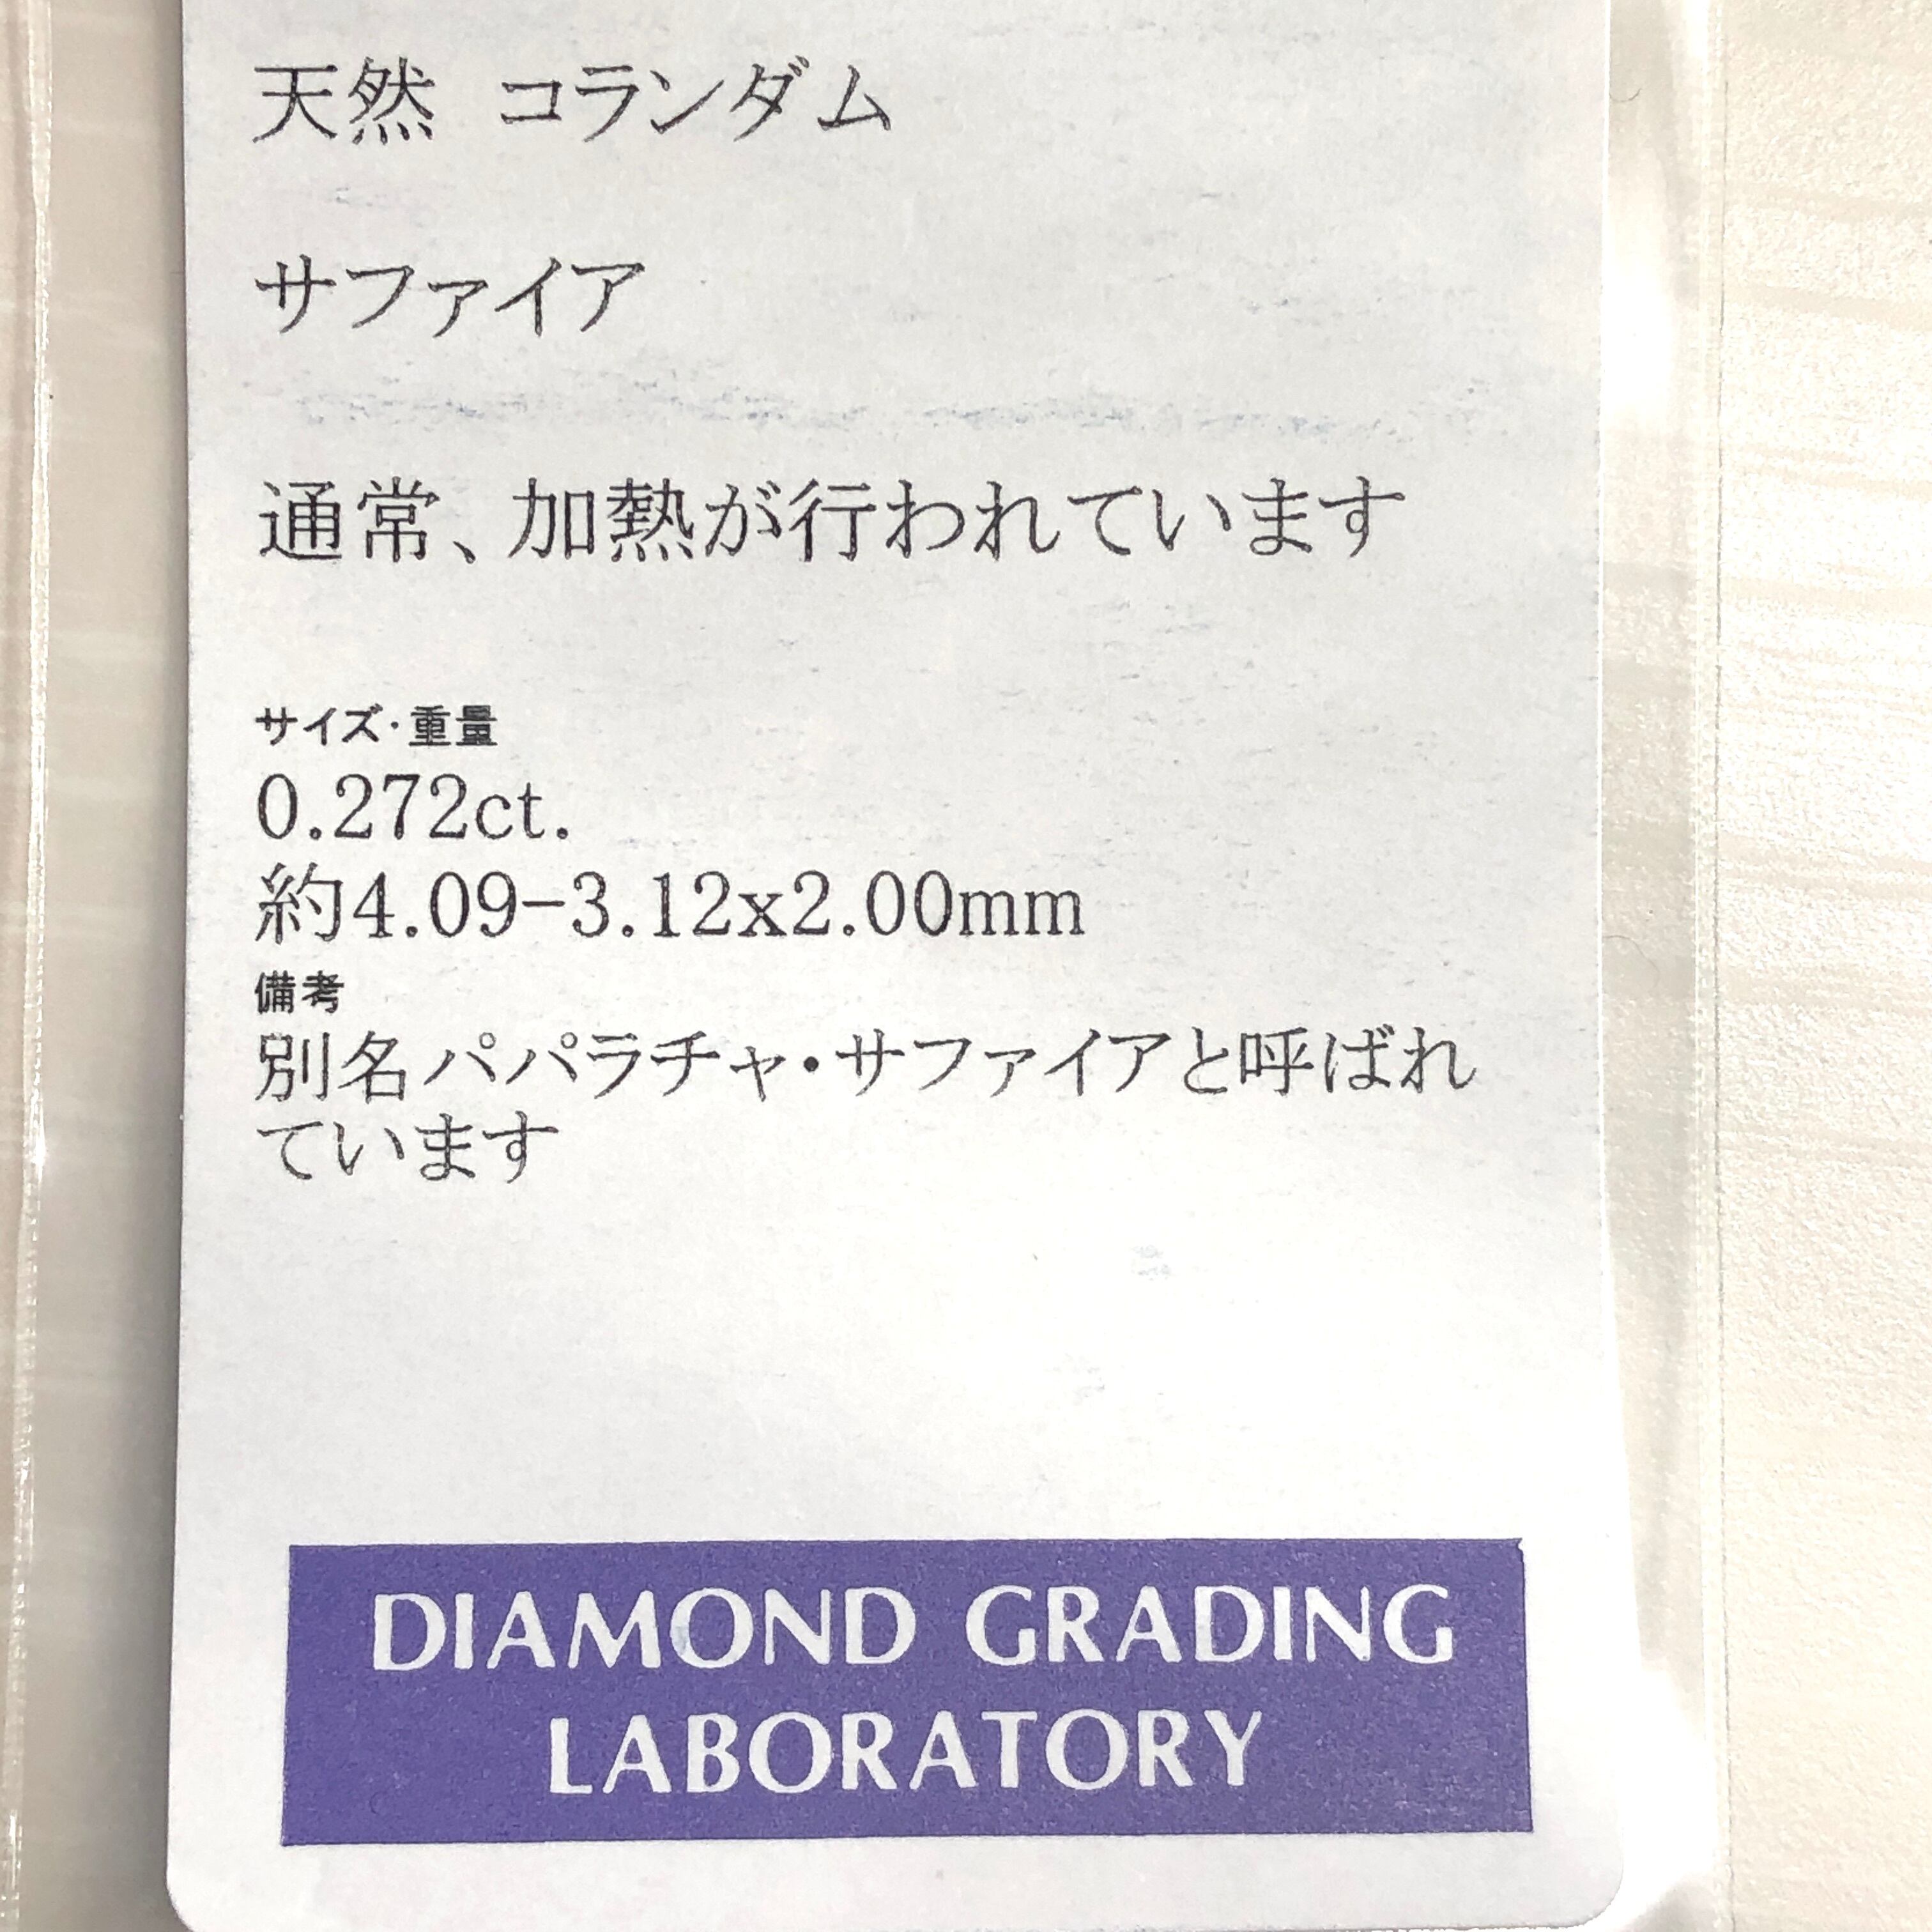 天然 コランダム
サファイア
通常、加熱が行われています
サイズ・重量
0.272ct.
約4.09-3.12x2.00mm
備考
別名パパラチャ・サファイアと呼ばれ
ています
DIAMOND GRADING
LABORATORY